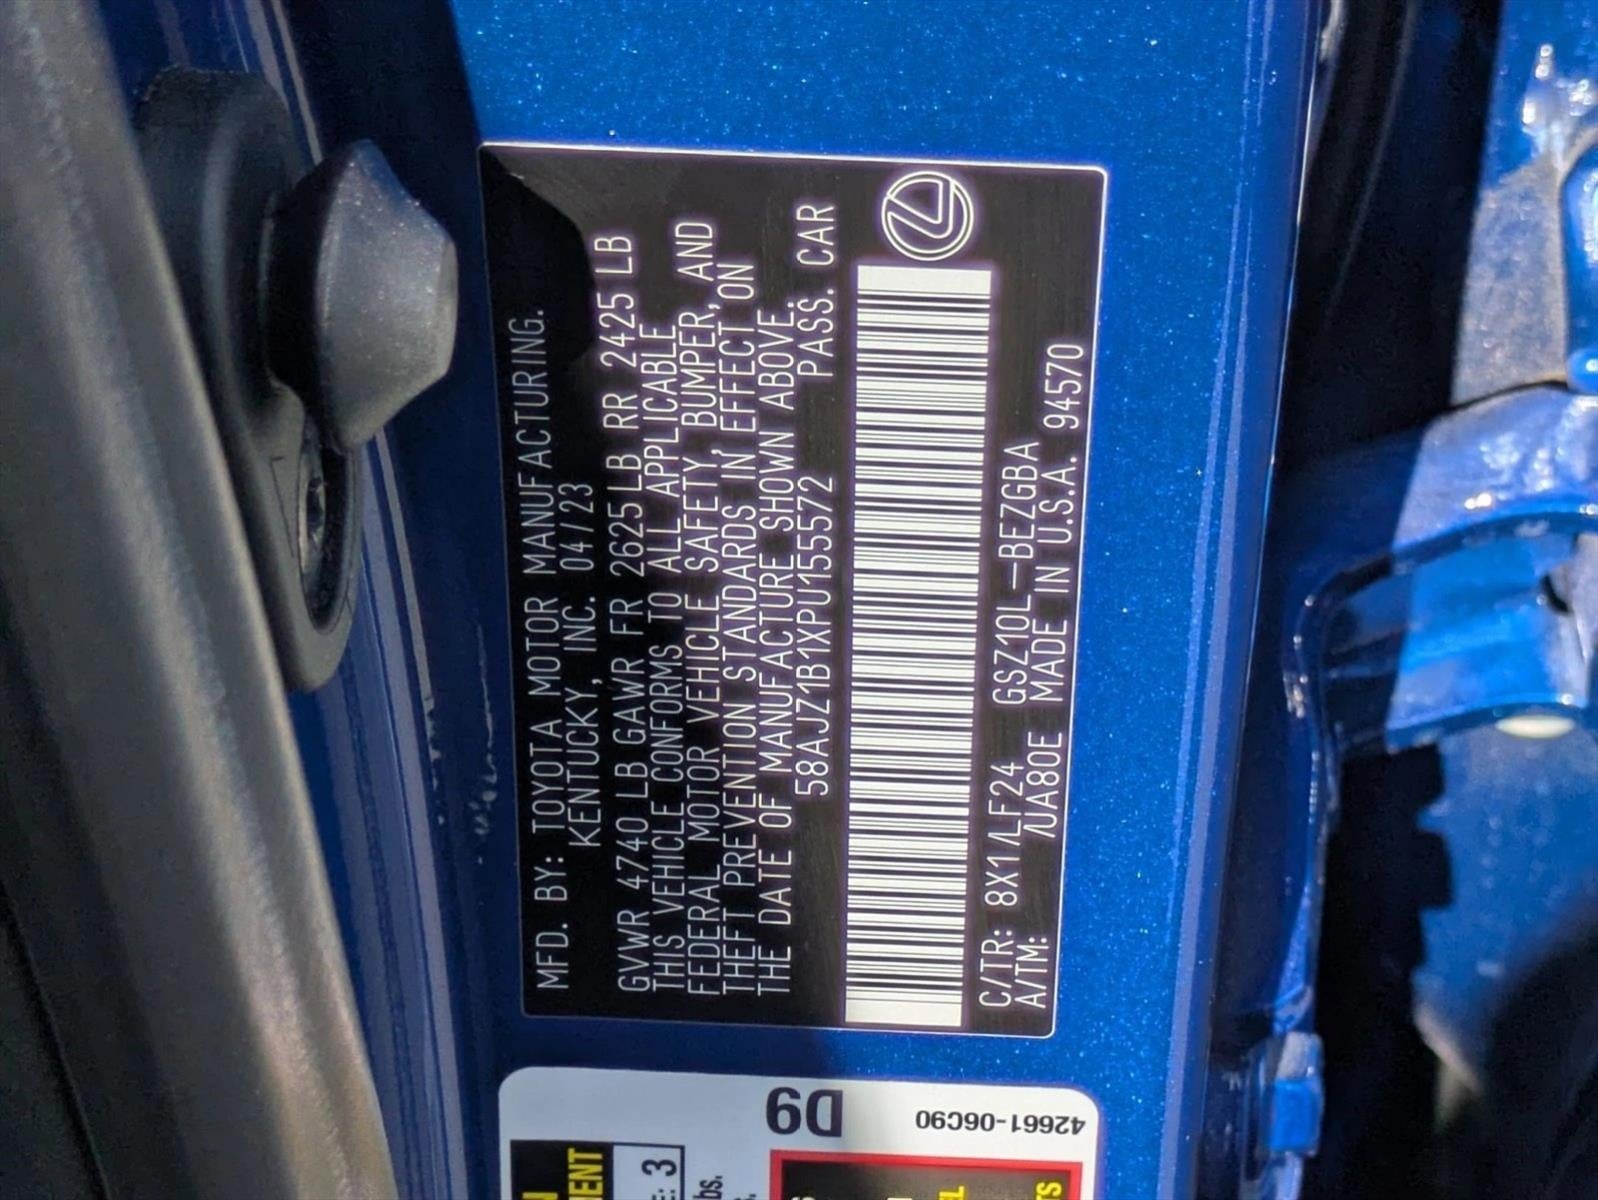 MFD. BY: TOYOTA MOTOR MANUFACTURING.
KENTUCKY, INC. 04/23
GVWR 4740 LB GAWR FR 2625 LB RR 2425 LB
THIS VEHICLE CONFORMS TO ALL APPLICABLE
FEDERAL MOTOR VEHICLE SAFETY, BUMPER, AND
THEFT PREVENTION STANDARDS IN EFFECT ON
THE DATE OF MANUFACTURE SHOWN ABOVE.
58AJZ1B1XPU155572 PASS. CAR
C/TR: 8X1/LF24 GSZ10L-BEZGBA
A/TM: /UA80E MADE IN U.S.A. 94570
D9
42661-06C90
3